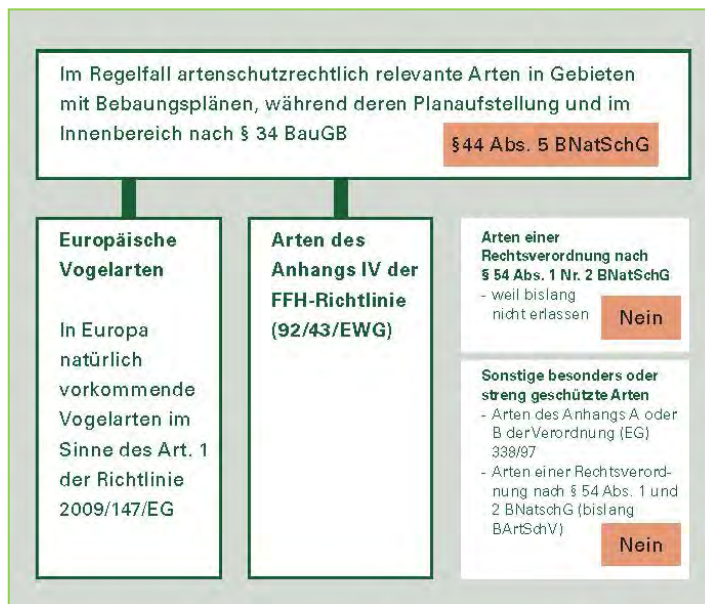 Im Regelfall artenschutzrechtlich relevante Arten in Gebieten
mit Bebaungsplänen, während deren Planaufstellung und im
Innenbereich nach § 34 BauGB
§44 Abs. 5 BNatSchG
Europäische
Vogelarten
In Europa
natürlich
vorkommende
Vogelarten im
Sinne des Art. 1
der Richtlinie
2009/147/EG
Arten des
Anhangs IV der
FFH-Richtlinie
(92/43/EWG)
Arten einer
Rechtsverordnung nach
§ 54 Abs. 1 Nr. 2 BNatSchG
- weil bislang
nicht erlassen
Nein
Sonstige besonders oder
streng geschützte Arten
- Arten des Anhangs A oder
B der Verordnung (EG)
338/97
- Arten einer Rechtsverord-
nung nach § 54 Abs. 1 und
2 BNatschG (bislang
BArtSchV)
Nein